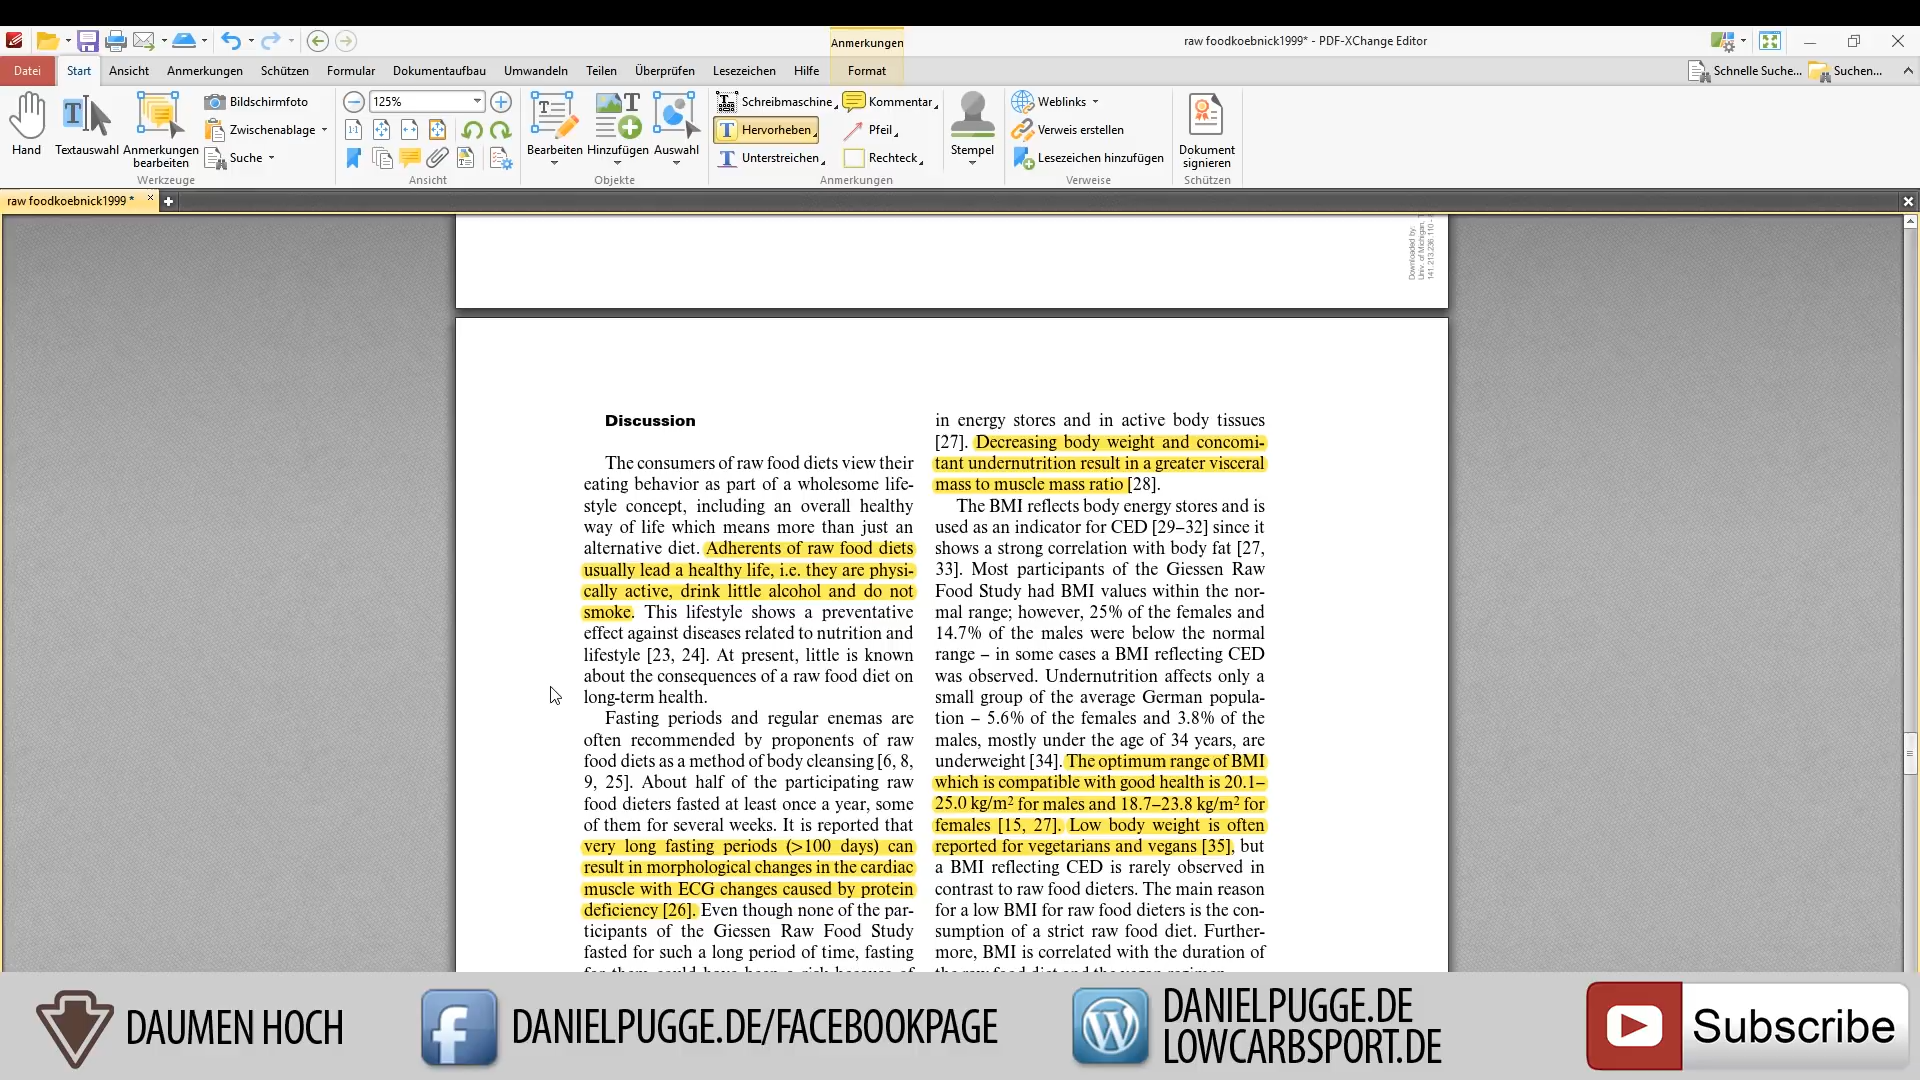 Anmerkungen
raw foodkoebnick1999* - PDF-XChange Editor
Datei
Start
Ansicht
Anmerkungen
Schützen
Formular
Dokumentaufbau
Umwandeln
Teilen
Überprüfen
Lesezeichen
Hilfe
Format
Schnelle Suche...
Suchen...
Hand
Textauswahl
Anmerkungen
bearbeiten
Bildschirmfoto
Zwischenablage
Suche
Werkzeuge
125%
Ansicht
Bearbeiten
Hinzufügen
Auswahl
Objekte
Schreibmaschine
Hervorheben
Unterstreichen
Kommentar
Pfeil
Rechteck
Anmerkungen
Stempel
Weblinks
Verweis erstellen
Lesezeichen hinzufügen
Verweise
Dokument
signieren
Schützen
raw foodkoebnick1999 *
Downloaded by:
Univ. of Michigan, T
Discussion
The consumers of raw food diets view their
eating behavior as part of a wholesome life-
style concept, including an overall healthy
way of life which means more than just an
alternative diet. Adherents of raw food diets
usually lead a healthy life, i.e. they are physi-
cally active, drink little alcohol and do not
smoke. This lifestyle shows a preventative
effect against diseases related to nutrition and
lifestyle [23, 24]. At present, little is known
about the consequences of a raw food diet on
long-term health.
Fasting periods and regular enemas are
often recommended by proponents of raw
food diets as a method of body cleansing [6, 8,
9, 25]. About half of the participating raw
food dieters fasted at least once a year, some
of them for several weeks. It is reported that
very long fasting periods (>100 days) can
result in morphological changes in the cardiac
muscle with ECG changes caused by protein
deficiency [26]. Even though none of the par-
ticipants of the Giessen Raw Food Study
fasted for such a long period of time, fasting
in energy stores and in active body tissues
[27]. Decreasing body weight and concomi-
tant undernutrition result in a greater visceral
mass to muscle mass ratio [28].
The BMI reflects body energy stores and is
used as an indicator for CED [29–32] since it
shows a strong correlation with body fat [27,
33]. Most participants of the Giessen Raw
Food Study had BMI values within the nor-
mal range; however, 25% of the females and
14.7% of the males were below the normal
range – in some cases a BMI reflecting CED
was observed. Undernutrition affects only a
small group of the average German popula-
tion – 5.6% of the females and 3.8% of the
males, mostly under the age of 34 years, are
underweight [34]. The optimum range of BMI
which is compatible with good health is 20.1–
25.0 kg/m² for males and 18.7–23.8 kg/m² for
females [15, 27]. Low body weight is often
reported for vegetarians and vegans [35], but
a BMI reflecting CED is rarely observed in
contrast to raw food dieters. The main reason
for a low BMI for raw food dieters is the con-
sumption of a strict raw food diet. Further-
more, BMI is correlated with the duration of
DAUMEN HOCH
DANIELPUGGE.DE/FACEBOOKPAGE
DANIELPUGGE.DE
LOWCARBSPORT.DE
Subscribe